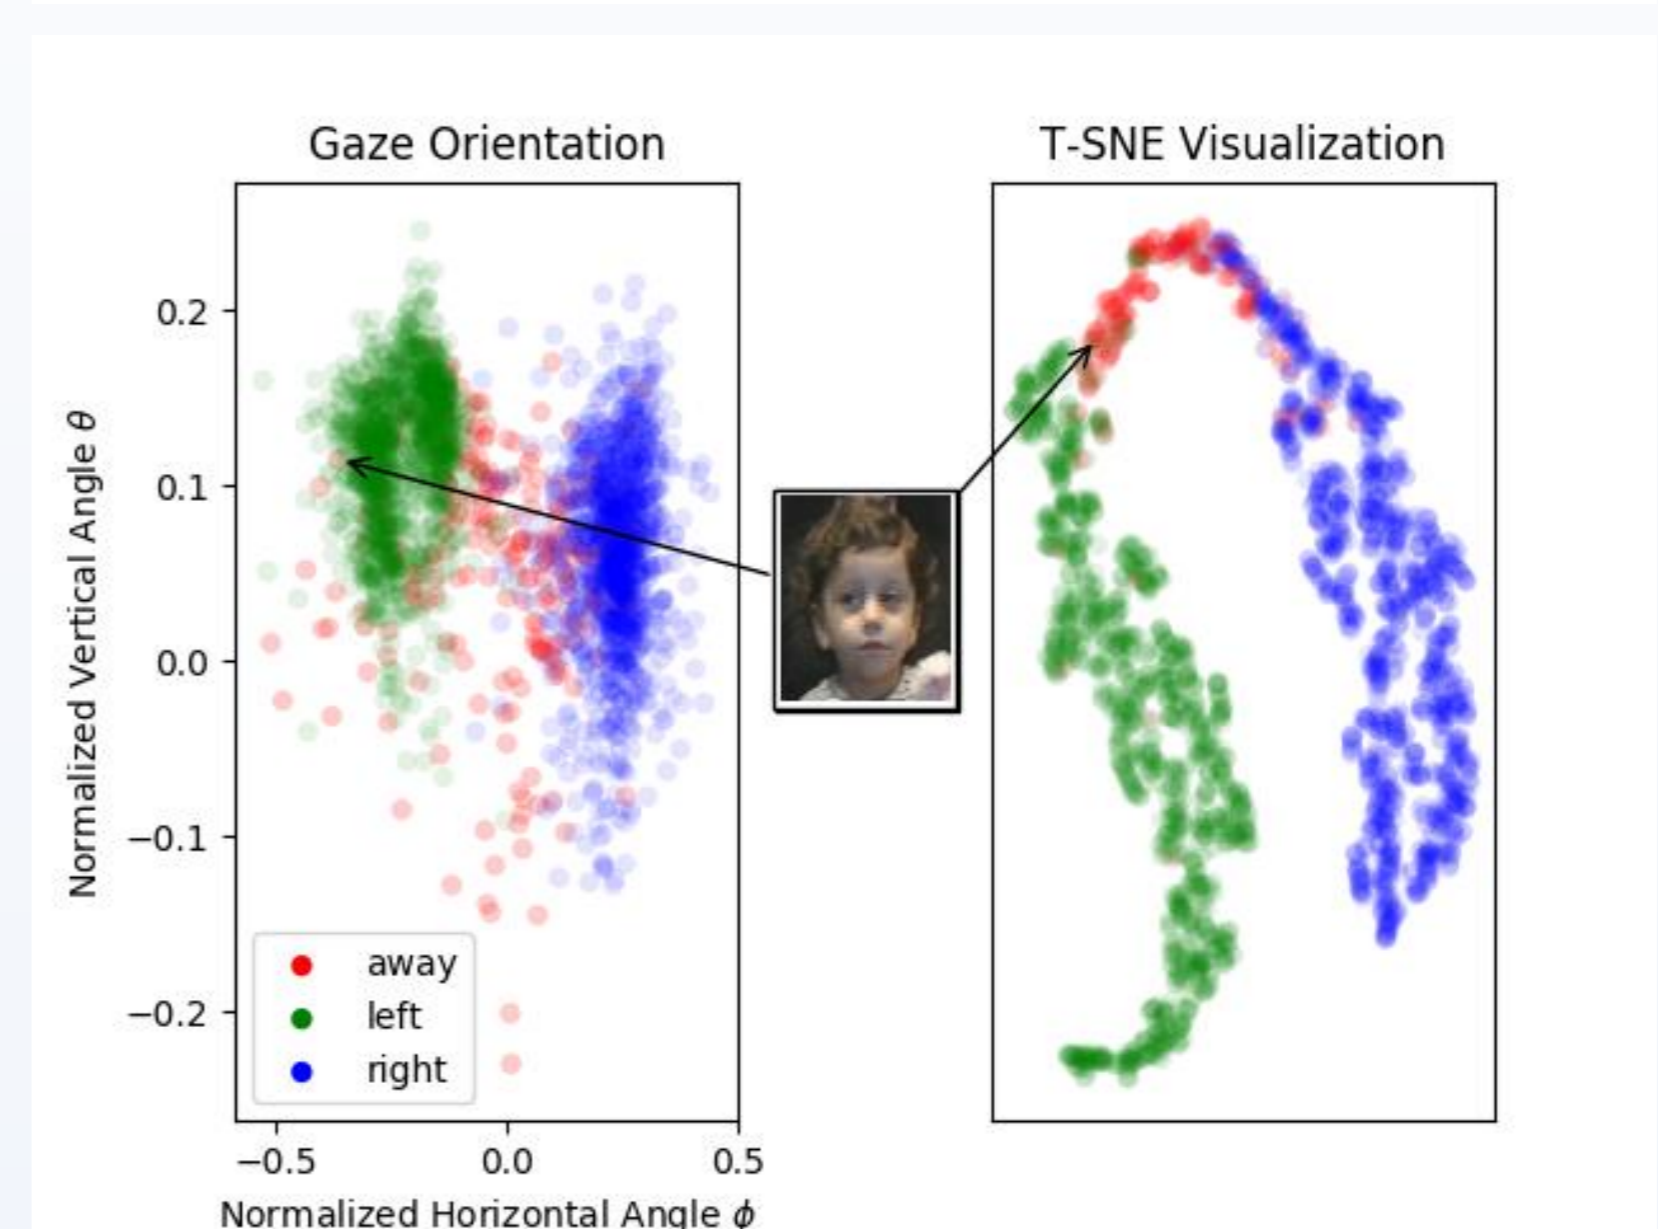 Gaze Orientation
T-SNE Visualization
Normalized Vertical Angle θ
0.2
0.1
0.0
−0.1
−0.2
away
left
right
−0.5 0.0 0.5
Normalized Horizontal Angle ϕ